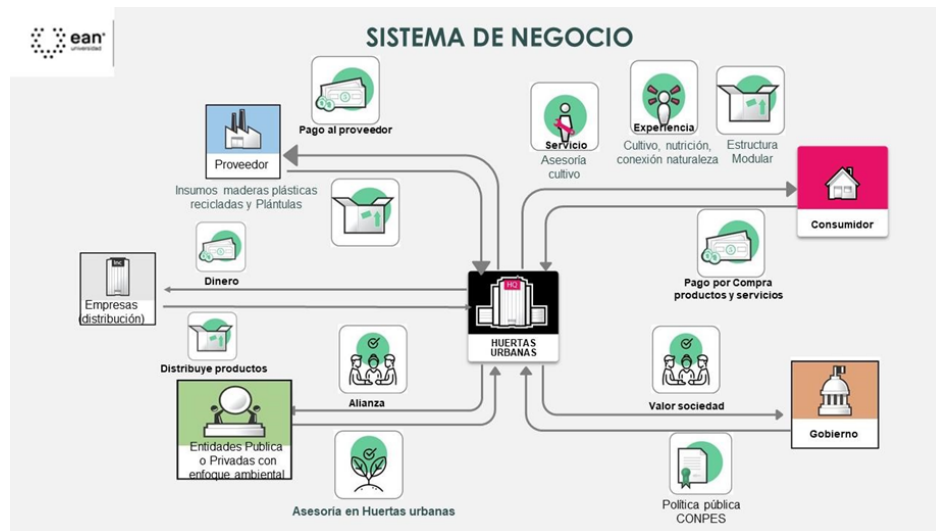 ean
universidad
SISTEMA DE NEGOCIO
Pago al proveedor
Proveedor
Insumos maderas plásticas
recicladas y Plántulas
Servicio
Asesoría
cultivo
Experiencia
Cultivo, nutrición,
conexión naturaleza
Estructura
Modular
Consumidor
Pago por Compra
productos y servicios
Dinero
Inc
Empresas
(distribución)
Distribuye productos
HQ
HUERTAS
URBANAS
Alianza
Entidades Publica
o Privadas con
enfoque ambiental
Asesoria en Huertas urbanas
Valor sociedad
Gobierno
Política pública
CONPES